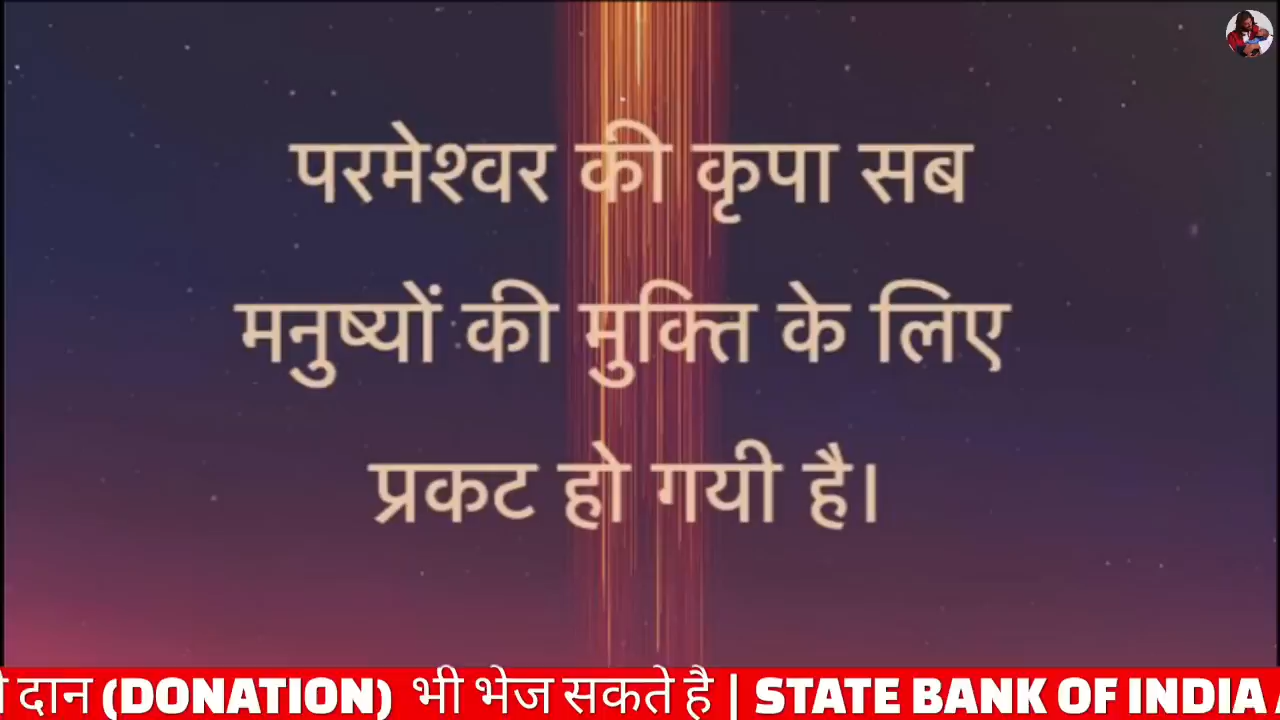 परमेश्वर की कृपा सब
मनुष्यों की मुक्ति के लिए
प्रकट हो गयी है।
दान (DONATION) भी भेज सकते है | STATE BANK OF INDIA